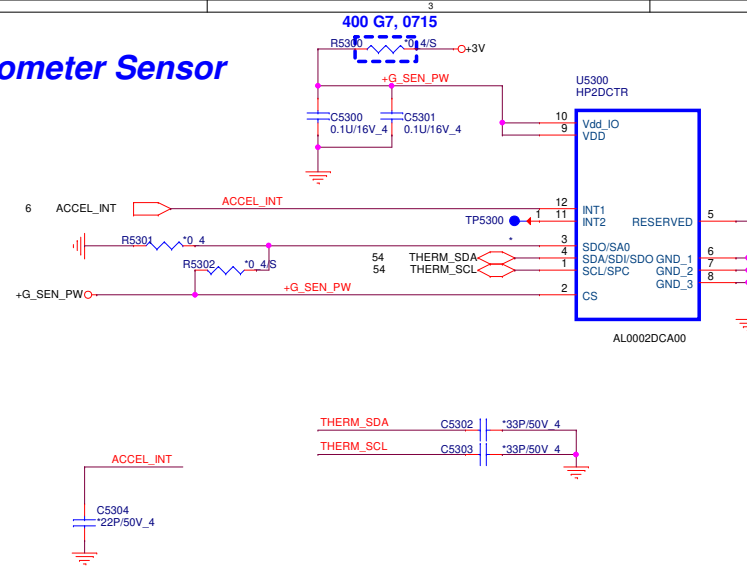 3
400 G7, 0715
ometer Sensor
R5300 *0_4/S +3V
+G_SEN_PW
U5300
HP2DCTR
C5300
0.1U/16V_4
C5301
0.1U/16V_4
10 Vdd_IO
9 VDD
6 ACCEL_INT ACCEL_INT 12 INT1
TP5300 1 11 INT2 RESERVED 5
R5301 *0_4 * 3 SDO/SA0
54 THERM_SDA 4 SDA/SDI/SDO GND_1 6
54 THERM_SCL 1 SCL/SPC GND_2 7
R5302 *0_4/S GND_3 8
+G_SEN_PW +G_SEN_PW 2 CS
AL0002DCA00
THERM_SDA C5302 *33P/50V_4
THERM_SCL C5303 *33P/50V_4
ACCEL_INT
C5304
*22P/50V_4